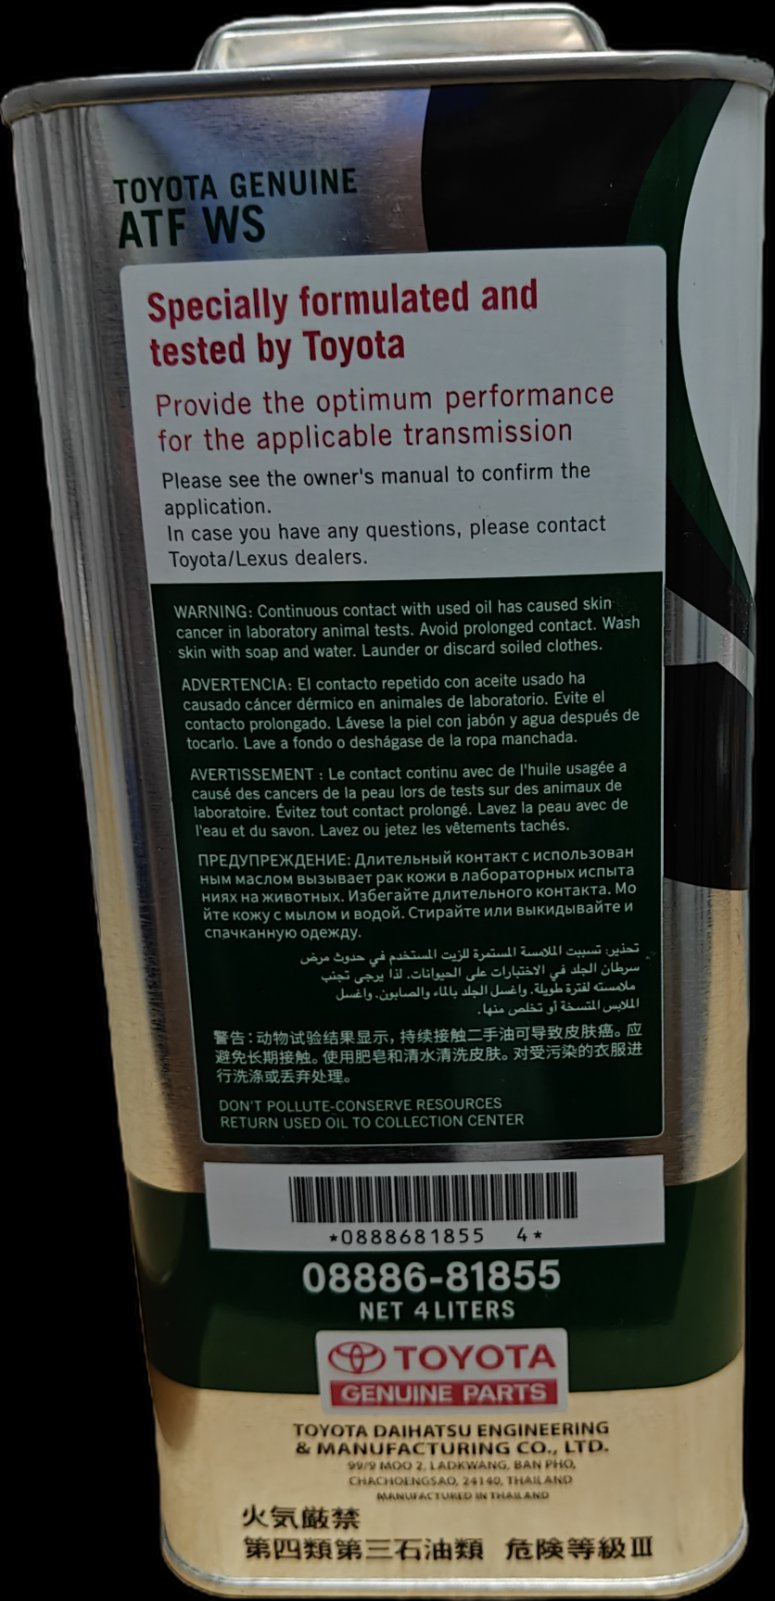 TOYOTA GENUINE
ATF WS
Specially formulated and
tested by Toyota
Provide the optimum performance
for the applicable transmission
Please see the owner's manual to confirm the
application.
In case you have any questions, please contact
Toyota/Lexus dealers.
WARNING: Continuous contact with used oil has caused skin
cancer in laboratory animal tests. Avoid prolonged contact. Wash
skin with soap and water. Launder or discard soiled clothes.
ADVERTENCIA: El contacto repetido con aceite usado ha
causado cáncer dérmico en animales de laboratorio. Evite el
contacto prolongado. Lávese la piel con jabón y agua después de
tocarlo. Lave a fondo o deshágase de la ropa manchada.
AVERTISSEMENT : Le contact continu avec de l'huile usagée a
causé des cancers de la peau lors de tests sur des animaux de
laboratoire. Évitez tout contact prolongé. Lavez la peau avec de
l'eau et du savon. Lavez ou jetez les vêtements tachés.
ПРЕДУПРЕЖДЕНИЕ: Длительный контакт с использован
ным маслом вызывает рак кожи в лабораторных испыта
ниях на животных. Избегайте длительного контакта. Мо
йте кожу с мылом и водой. Стирайте или выкидывайте и
спачканную одежду.
تحذير: تسببت الملامسة المستمرة للزيت المستخدم في حدوث مرض
سرطان الجلد في الاختبارات على الحيوانات. لذا يرجى تجنب
ملامسته لفترة طويلة. واغسل الجلد بالماء والصابون. واغسل
الملابس المتسخة أو تخلص منها.
警告：动物试验结果显示，持续接触二手油可导致皮肤癌。应
避免长期接触。使用肥皂和清水清洗皮肤。对受污染的衣服进
行洗涤或丢弃处理。
DON'T POLLUTE-CONSERVE RESOURCES
RETURN USED OIL TO COLLECTION CENTER
*0888681855 4*
08886-81855
NET 4 LITERS
TOYOTA
GENUINE PARTS
TOYOTA DAIHATSU ENGINEERING
& MANUFACTURING CO., LTD.
99/9 MOO 2, LADKWANG, BAN PHO,
CHACHOENGSAO, 24140, THAILAND
MANUFACTURED IN THAILAND
火気厳禁
第四類第三石油類 危険等級Ⅲ